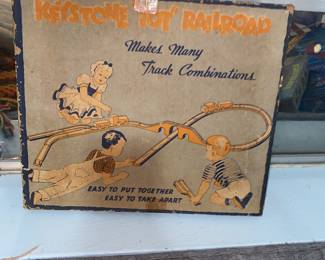 KEYSTONE "TOT" RAILROAD
Makes Many
Track Combinations
EASY TO PUT TOGETHER
EASY TO TAKE APART